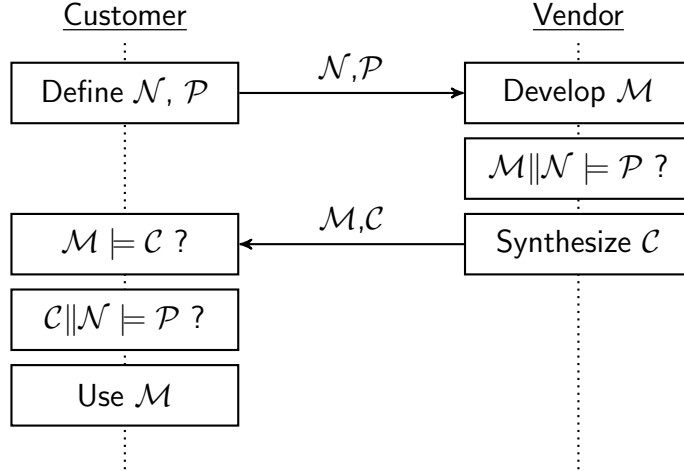 Customer
Vendor
Define 𝒩, 𝒫
𝒩,𝒫
Develop ℳ
ℳ||𝒩 ⊨ 𝒫 ?
ℳ ⊨ 𝒞 ?
ℳ,𝒞
Synthesize 𝒞
𝒞||𝒩 ⊨ 𝒫 ?
Use ℳ